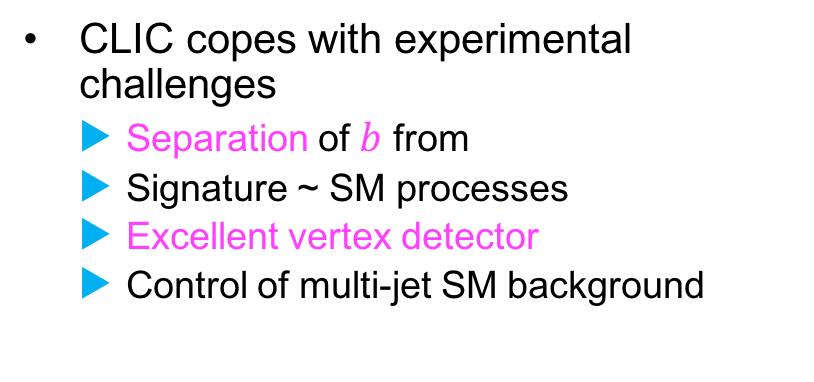 • CLIC copes with experimental
challenges
▶ Separation of b from
▶ Signature ~ SM processes
▶ Excellent vertex detector
▶ Control of multi-jet SM background